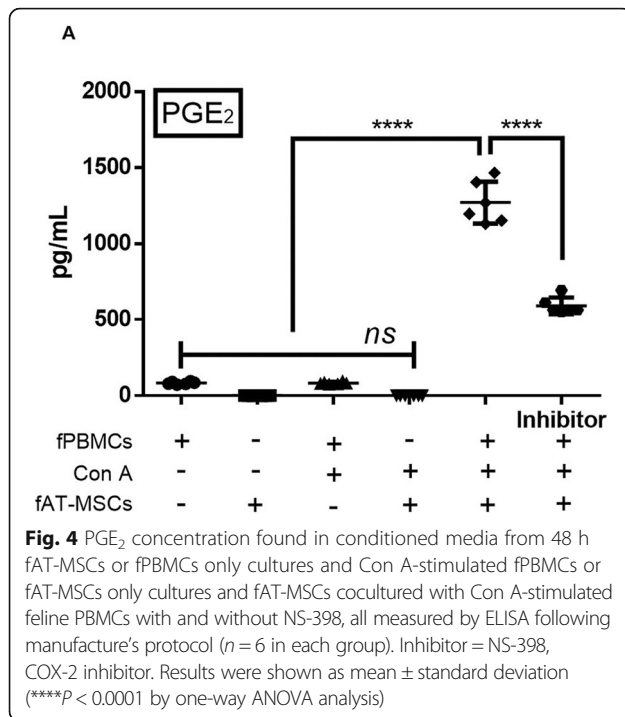 A
PGE₂
2000
1500
1000
500
0
pg/mL
**** ****
ns
Inhibitor
fPBMCs + - + - + +
Con A - - + + + +
fAT-MSCs - + - + + +
Fig. 4 PGE₂ concentration found in conditioned media from 48 h
fAT-MSCs or fPBMCs only cultures and Con A-stimulated fPBMCs or
fAT-MSCs only cultures and fAT-MSCs cocultured with Con A-stimulated
feline PBMCs with and without NS-398, all measured by ELISA following
manufacture's protocol (n = 6 in each group). Inhibitor = NS-398,
COX-2 inhibitor. Results were shown as mean ± standard deviation
(****P < 0.0001 by one-way ANOVA analysis)